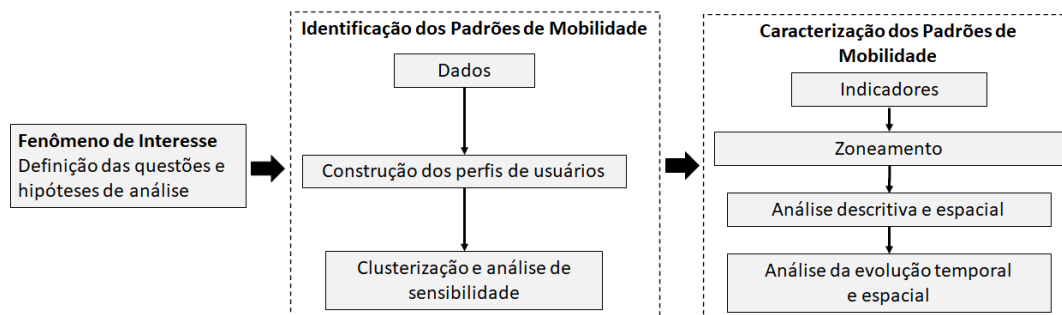 Fenômeno de Interesse
Definição das questões e
hipóteses de análise
Identificação dos Padrões de Mobilidade
Dados
Construção dos perfis de usuários
Clusterização e análise de
sensibilidade
Caracterização dos Padrões de
Mobilidade
Indicadores
Zoneamento
Análise descritiva e espacial
Análise da evolução temporal
e espacial